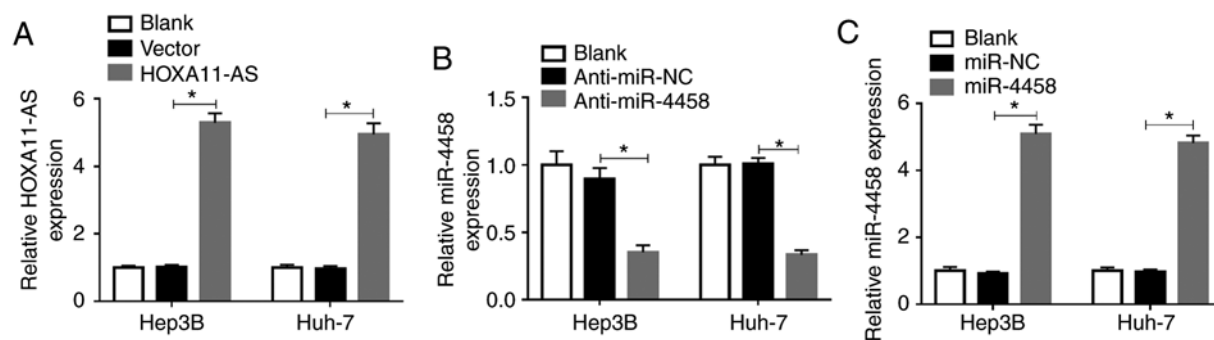 A
Blank
Vector
HOXA11-AS
Relative HOXA11-AS
expression
6
4
2
0
*
*
Hep3B
Huh-7
B
Blank
Anti-miR-NC
Anti-miR-4458
Relative miR-4458
expression
1.5
1.0
0.5
0.0
*
*
Hep3B
Huh-7
C
Blank
miR-NC
miR-4458
Relative miR-4458 expression
6
4
2
0
*
*
Hep3B
Huh-7